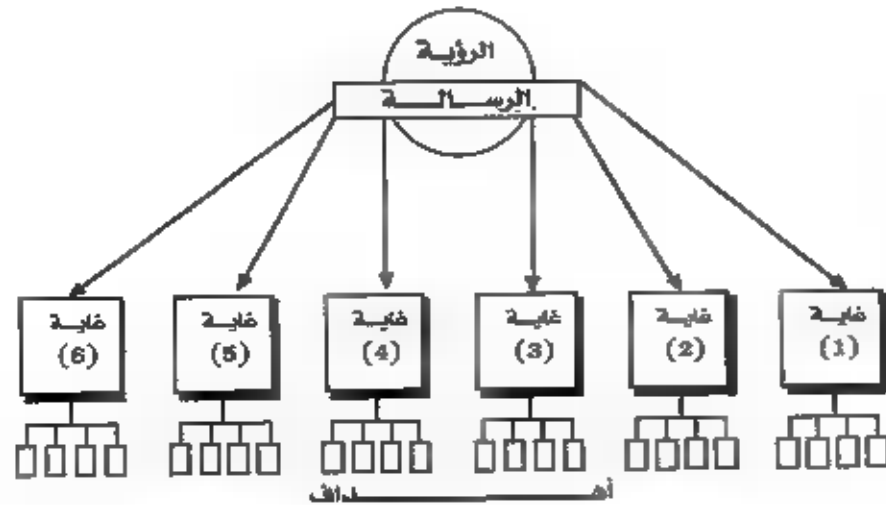 الرؤية
الرسالة
غاية
(1)
غاية
(2)
غاية
(3)
غاية
(4)
غاية
(5)
غاية
(6)
أهداف